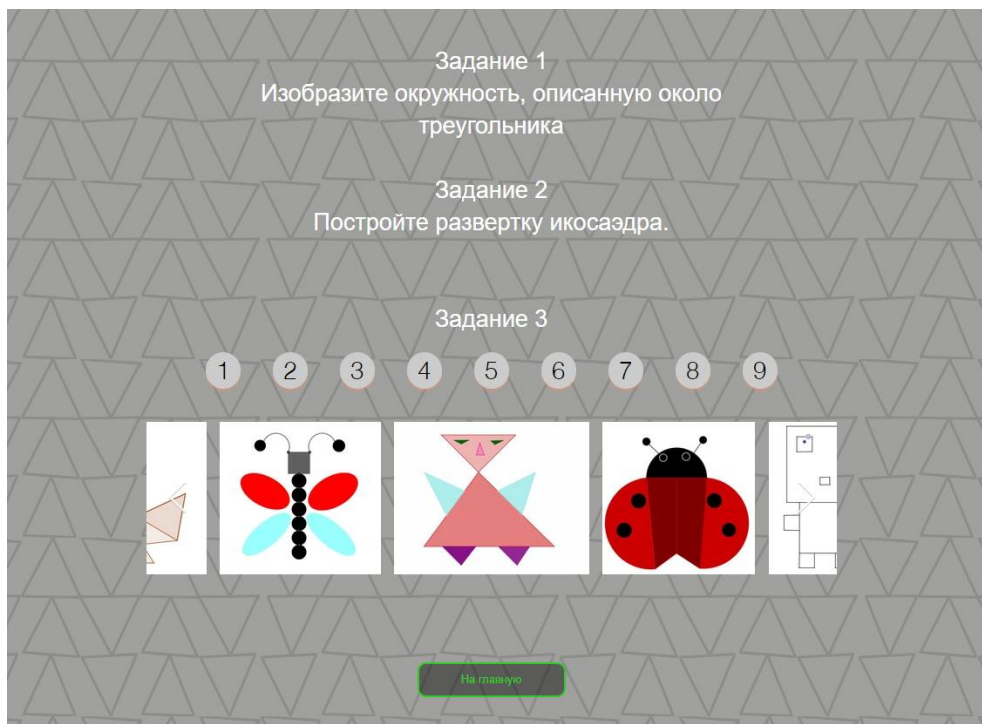 Задание 1
Изобразите окружность, описанную около
треугольника
Задание 2
Постройте развертку икосаэдра.
Задание 3
1 2 3 4 5 6 7 8 9
На главную